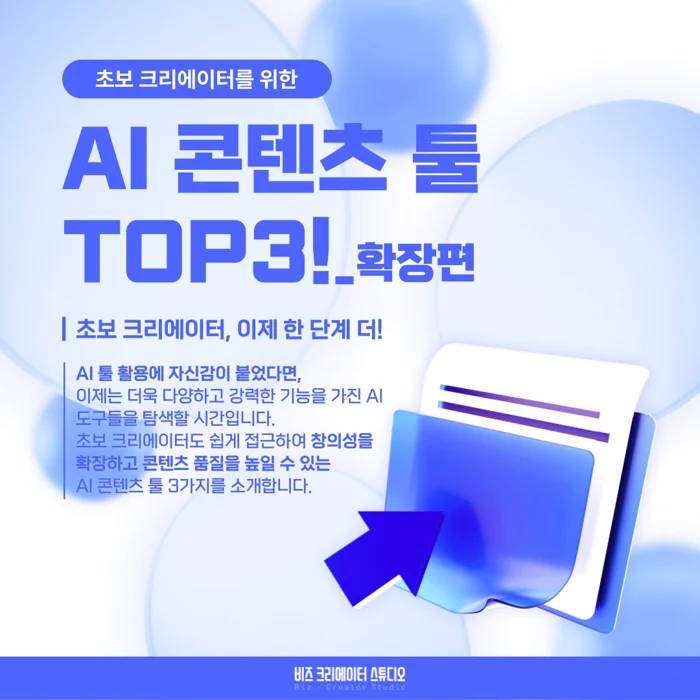 초보 크리에이터를 위한
AI 콘텐츠 툴
TOP3!_확장편
초보 크리에이터, 이제 한 단계 더!
AI 툴 활용에 자신감이 붙었다면,
이제는 더욱 다양하고 강력한 기능을 가진 AI
도구들을 탐색할 시간입니다.
초보 크리에이터도 쉽게 접근하여 창의성을
확장하고 콘텐츠 품질을 높일 수 있는
AI 콘텐츠 툴 3가지를 소개합니다.
비즈 크리에이터 스튜디오
Biz - Creator Studio